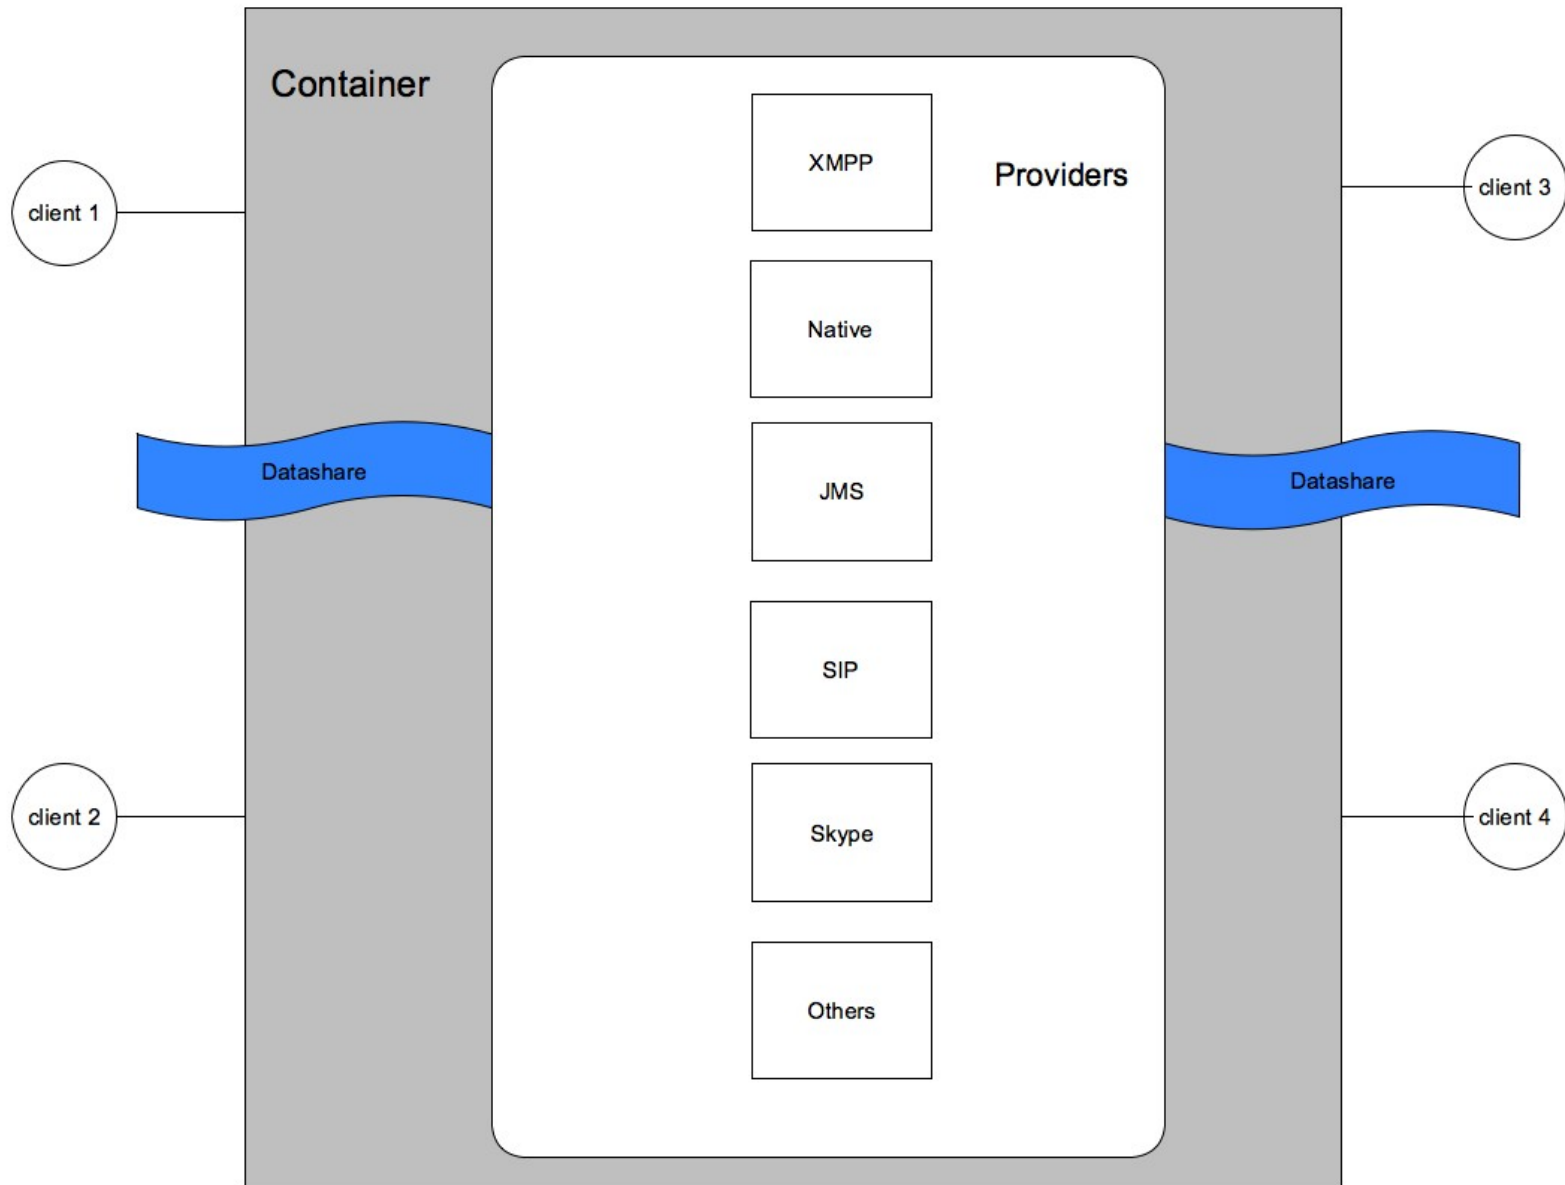 Container
XMPP
Providers
client 1
client 3
Native
Datashare
Datashare
JMS
SIP
client 2
client 4
Skype
Others